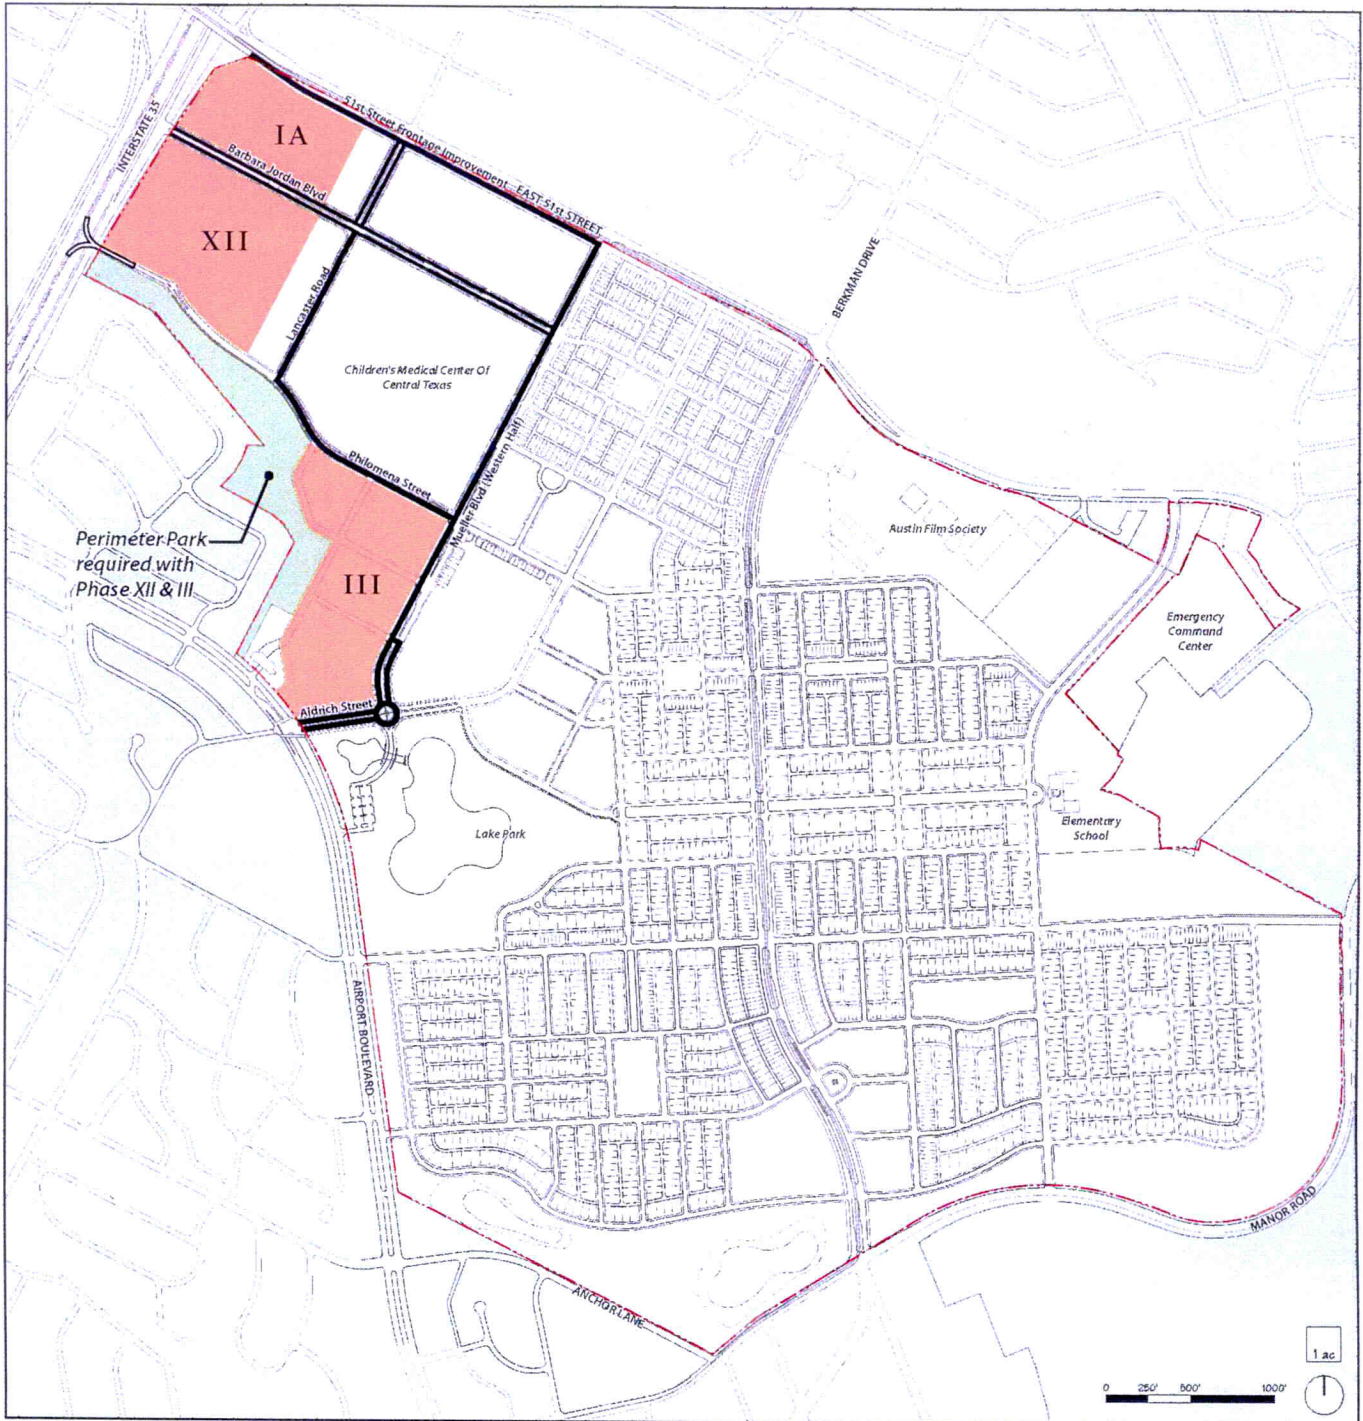 INTERSTATE 35
51st Street Frontage Improvement - EAST 51st STREET
IA
Barbara Jordan Blvd
XII
BERKMAN DRIVE
Lancaster Road
Children's Medical Center Of
Central Texas
Mueller Blvd (Western Half)
Philomena Street
Perimeter Park
required with
Phase XII & III
III
Austin Film Society
Emergency
Command
Center
Aldrich Street
Lake Park
Elementary
School
AIRPORT BOULEVARD
MANOR ROAD
ANCHOR LANE
1 ac
0 250' 500' 1000'